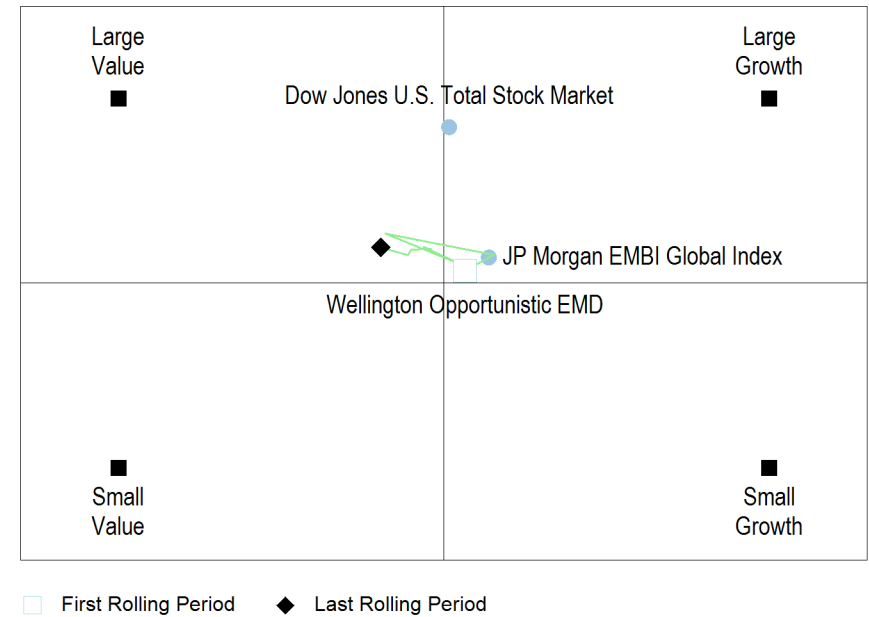 Large
Value
Large
Growth
Dow Jones U.S. Total Stock Market
JP Morgan EMBI Global Index
Wellington Opportunistic EMD
Small
Value
Small
Growth
First Rolling Period
Last Rolling Period